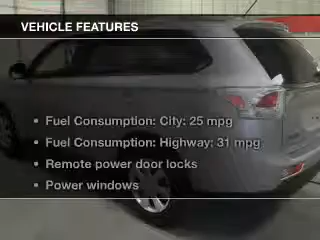 VEHICLE FEATURES
• Fuel Consumption: City: 25 mpg
• Fuel Consumption: Highway: 31 mpg
• Remote power door locks
• Power windows